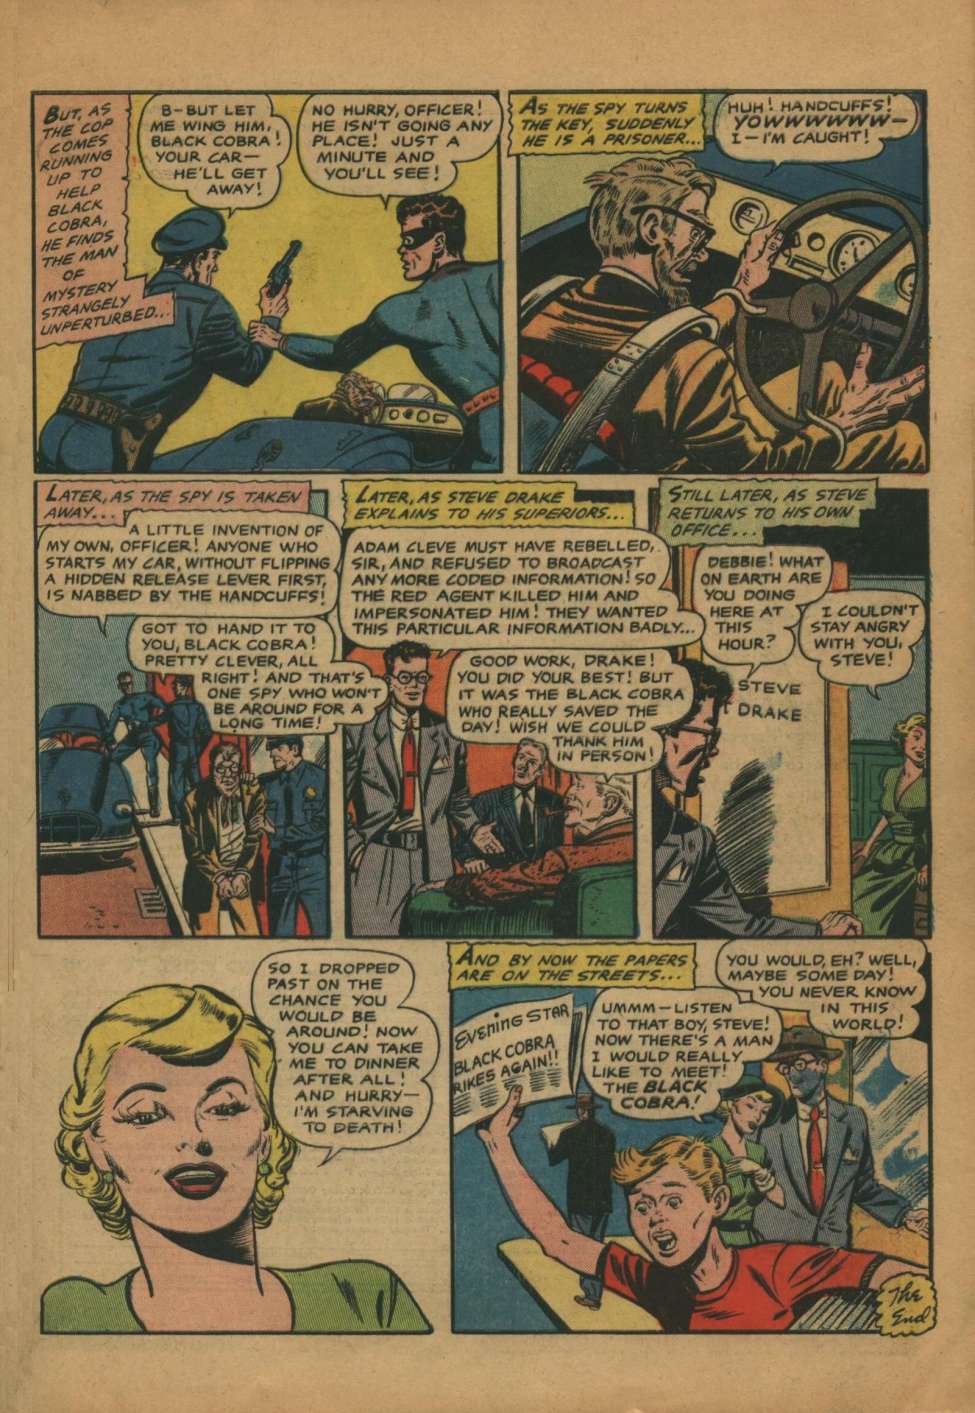 BUT, AS
THE COP
COMES
RUNNING
UP TO
HELP
BLACK
COBRA,
HE FINDS
THE MAN
OF
MYSTERY
STRANGELY
UNPERTURBED...
B-BUT LET
ME WING HIM,
BLACK COBRA!
YOUR CAR—
HE'LL GET
AWAY!
NO HURRY, OFFICER!
HE ISN'T GOING ANY
PLACE! JUST A
MINUTE AND
YOU'LL SEE!
AS THE SPY TURNS
THE KEY, SUDDENLY
HE IS A PRISONER...
HUH! HANDCUFFS!
YOWWWWWWW—
I—I'M CAUGHT!
LATER, AS THE SPY IS TAKEN
AWAY...
A LITTLE INVENTION OF
MY OWN, OFFICER! ANYONE WHO
STARTS MY CAR, WITHOUT FLIPPING
A HIDDEN RELEASE LEVER FIRST,
IS NABBED BY THE HANDCUFFS!
GOT TO HAND IT TO
YOU, BLACK COBRA!
PRETTY CLEVER, ALL
RIGHT! AND THAT'S
ONE SPY WHO WON'T
BE AROUND FOR A
LONG TIME!
LATER, AS STEVE DRAKE
EXPLAINS TO HIS SUPERIORS...
ADAM CLEVE MUST HAVE REBELLED,
SIR, AND REFUSED TO BROADCAST
ANY MORE CODED INFORMATION! SO
THE RED AGENT KILLED HIM AND
IMPERSONATED HIM! THEY WANTED
THIS PARTICULAR INFORMATION BADLY...
GOOD WORK, DRAKE!
YOU DID YOUR BEST! BUT
IT WAS THE BLACK COBRA
WHO REALLY SAVED THE
DAY! WISH WE COULD
THANK HIM
IN PERSON!
STILL LATER, AS STEVE
RETURNS TO HIS OWN
OFFICE...
DEBBIE! WHAT
ON EARTH ARE
YOU DOING
HERE AT
THIS
HOUR?
I COULDN'T
STAY ANGRY
WITH YOU,
STEVE!
STEVE
DRAKE
SO I DROPPED
PAST ON THE
CHANCE YOU
WOULD BE
AROUND! NOW
YOU CAN TAKE
ME TO DINNER
AFTER ALL!
AND HURRY—
I'M STARVING
TO DEATH!
AND BY NOW THE PAPERS
ARE ON THE STREETS...
EVENING STAR
BLACK COBRA
RIKES AGAIN!!
UMMM—LISTEN
TO THAT BOY, STEVE!
NOW THERE'S A MAN
I WOULD REALLY
LIKE TO MEET!
THE BLACK
COBRA!
YOU WOULD, EH? WELL,
MAYBE SOME DAY!
YOU NEVER KNOW
IN THIS
WORLD!
The
End